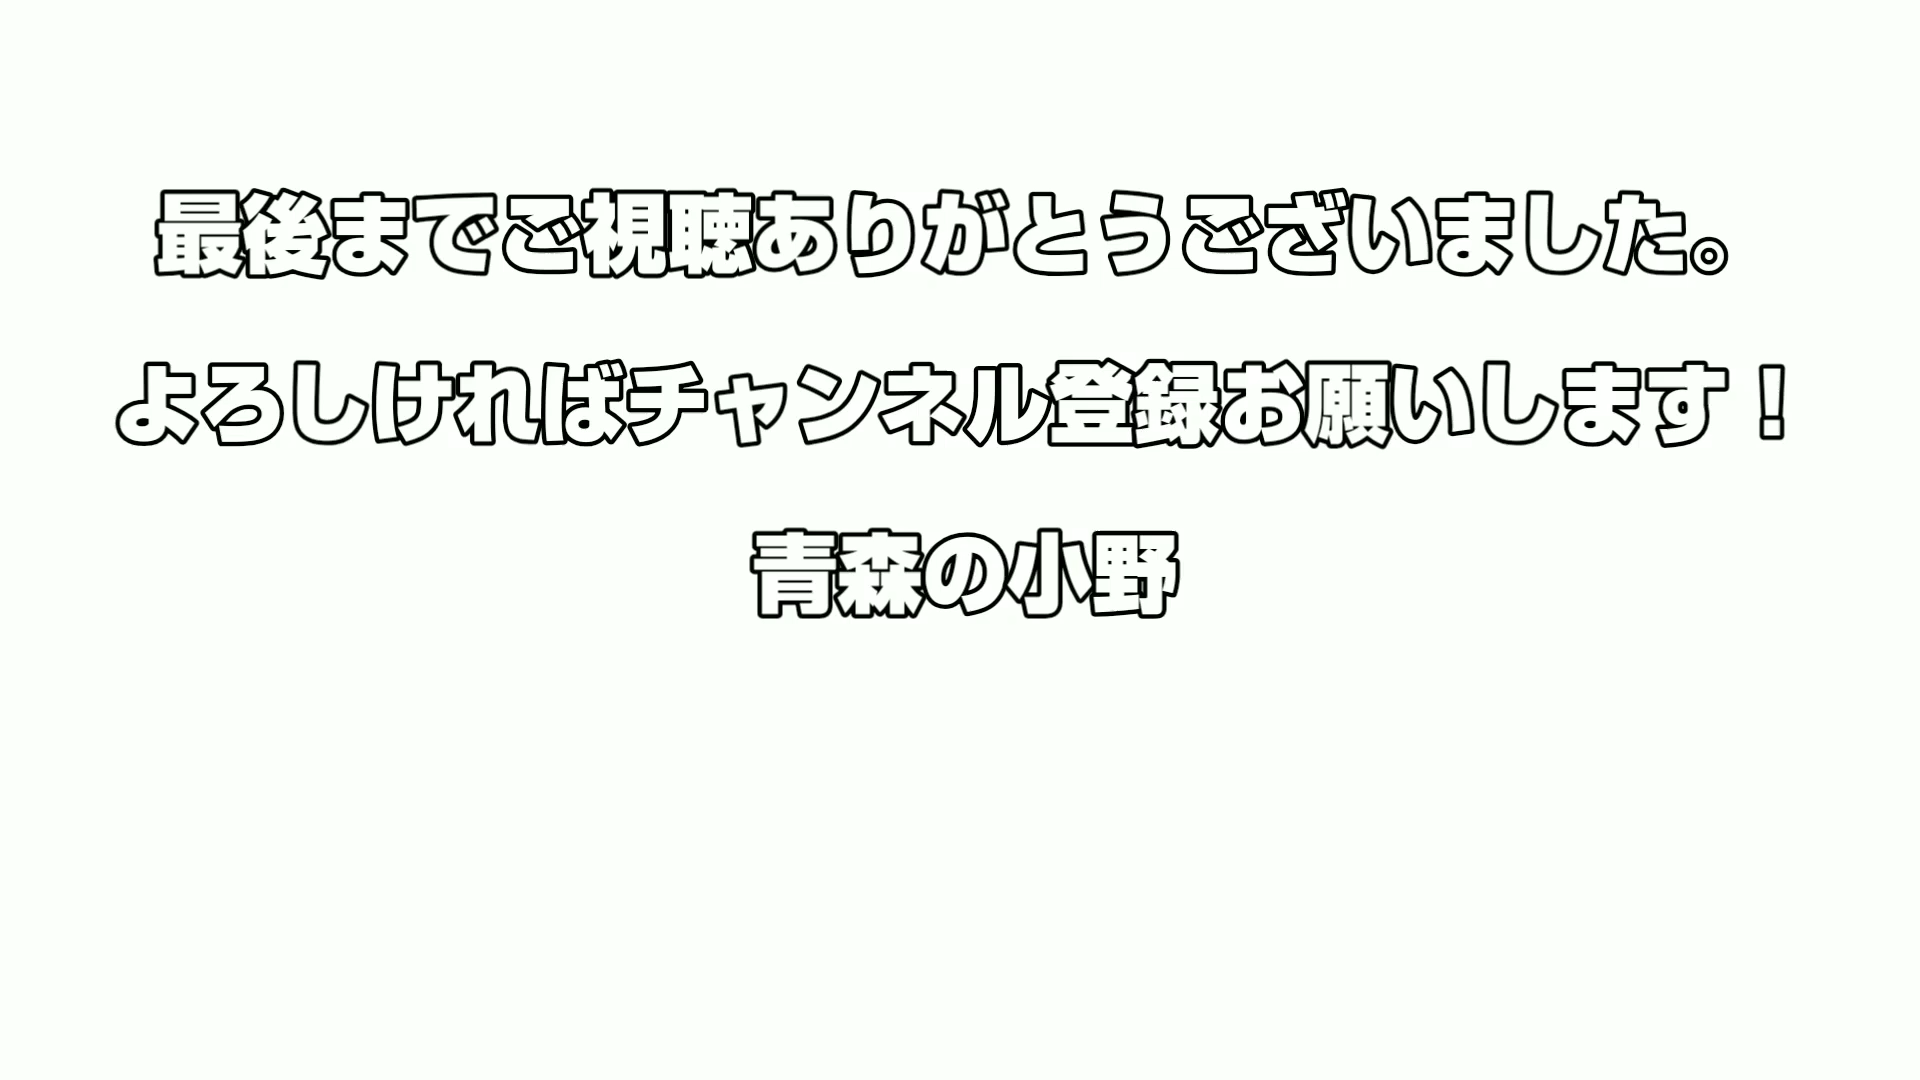 最後までご視聴ありがとうございました。
よろしければチャンネル登録お願いします！
青森の小野